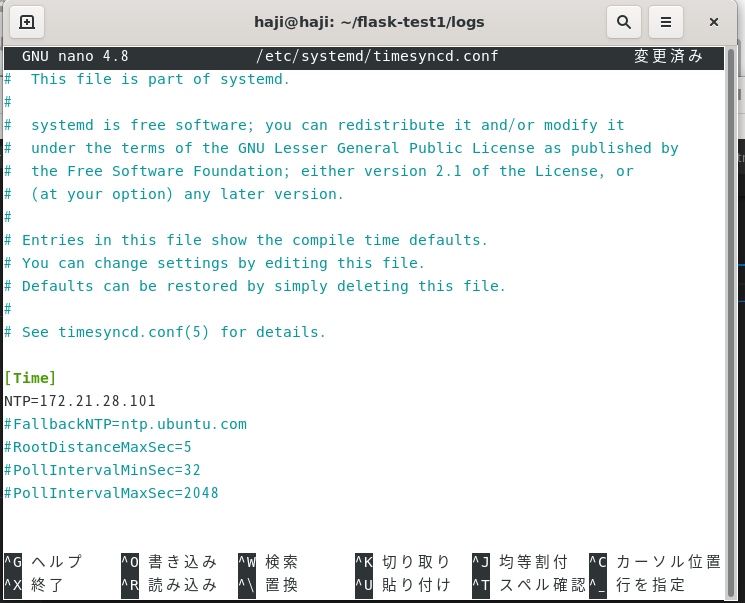 haji@haji: ~/flask-test1/logs
GNU nano 4.8 /etc/systemd/timesyncd.conf 変更済み
#  This file is part of systemd.
#
#  systemd is free software; you can redistribute it and/or modify it
#  under the terms of the GNU Lesser General Public License as published by
#  the Free Software Foundation; either version 2.1 of the License, or
#  (at your option) any later version.
#
# Entries in this file show the compile time defaults.
# You can change settings by editing this file.
# Defaults can be restored by simply deleting this file.
#
# See timesyncd.conf(5) for details.
[Time]
NTP=172.21.28.101
#FallbackNTP=ntp.ubuntu.com
#RootDistanceMaxSec=5
#PollIntervalMinSec=32
#PollIntervalMaxSec=2048
^G ヘルプ ^O 書き込み ^W 検索 ^K 切り取り ^J 均等割付 ^C カーソル位置
^X 終了 ^R 読み込み ^\ 置換 ^U 貼り付け ^T スペル確認 ^_ 行を指定